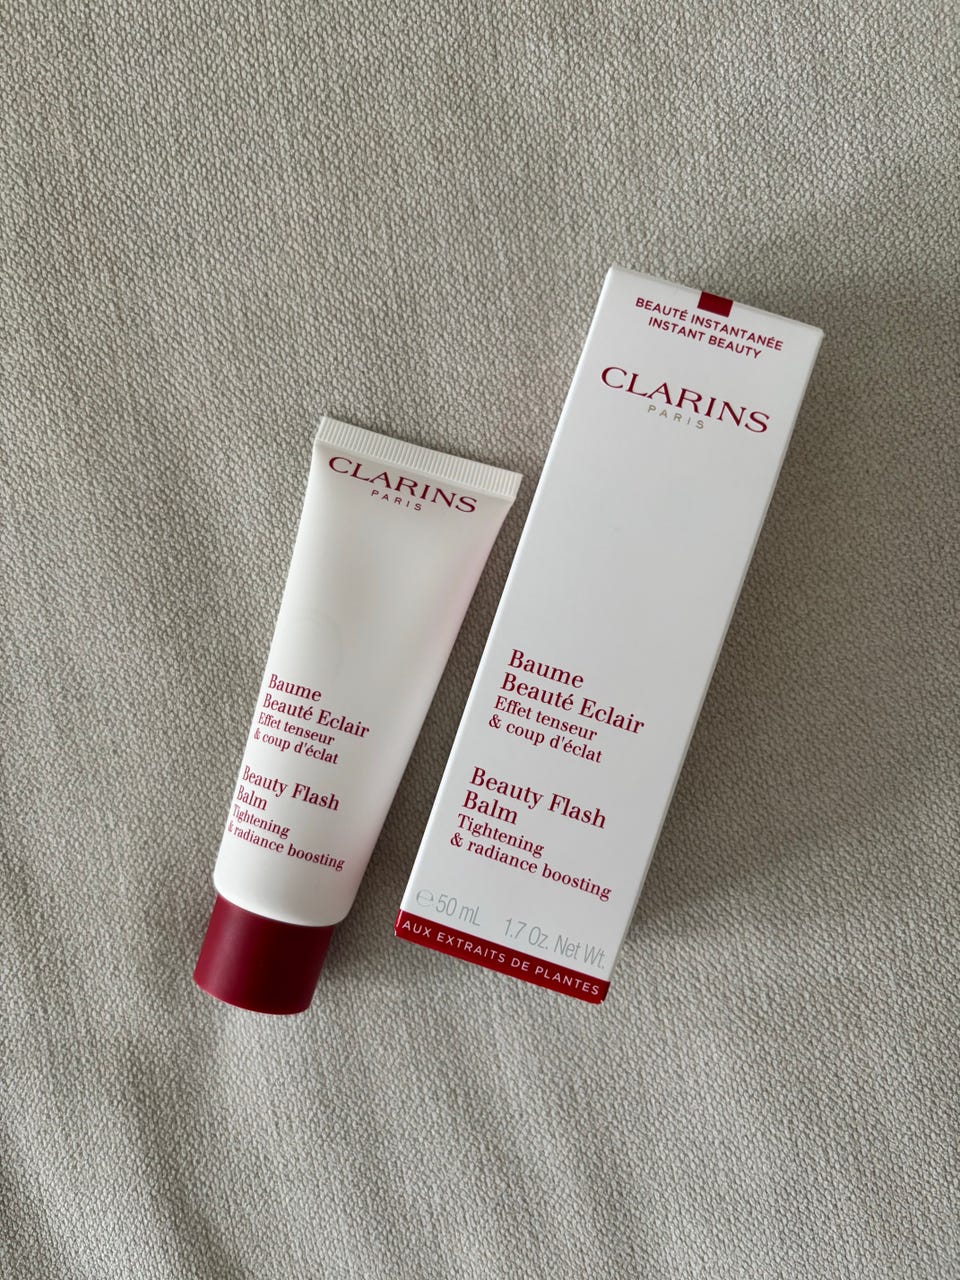 CLARINS
PARIS
Baume
Beauté Eclair
Effet tenseur
& coup d'éclat
Beauty Flash
Balm
Tightening
& radiance boosting
BEAUTÉ INSTANTANÉE
INSTANT BEAUTY
CLARINS
PARIS
Baume
Beauté Eclair
Effet tenseur
& coup d'éclat
Beauty Flash
Balm
Tightening
& radiance boosting
℮ 50 mL 1.7 Oz. Net Wt.
AUX EXTRAITS DE PLANTES